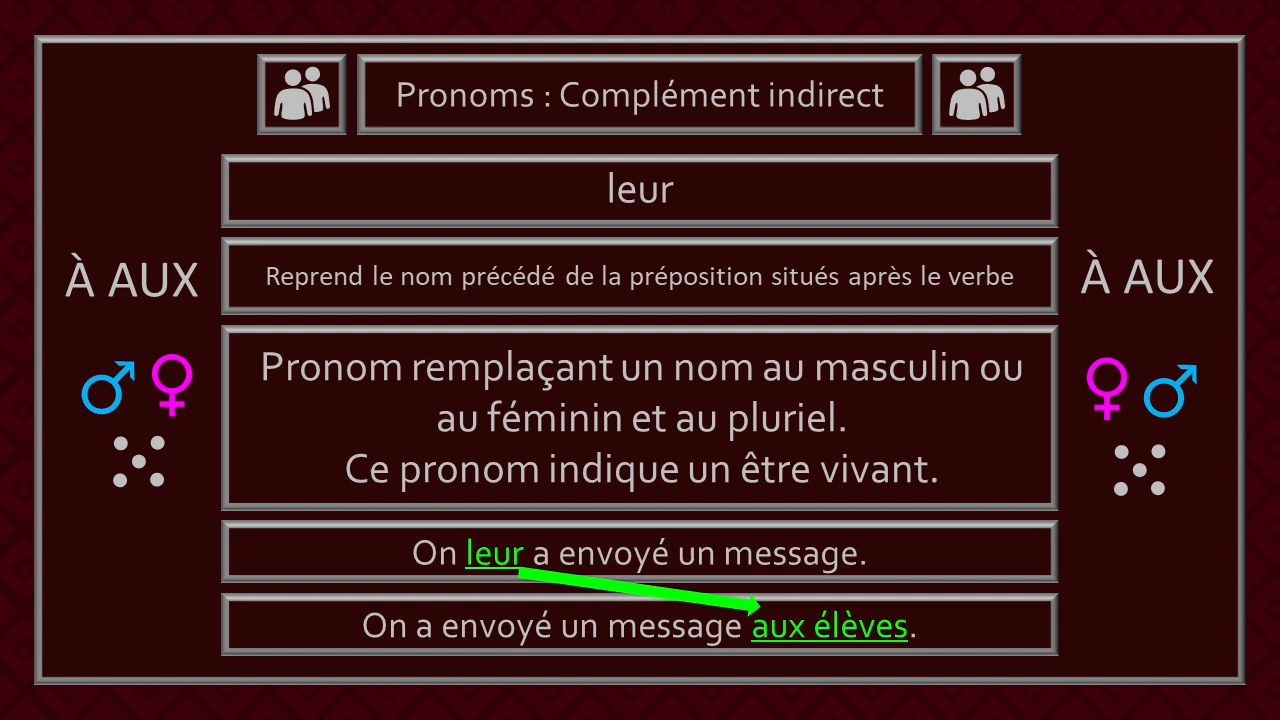 Pronoms : Complément indirect
leur
Reprend le nom précédé de la préposition situés après le verbe
À AUX
À AUX
Pronom remplaçant un nom au masculin ou
au féminin et au pluriel.
Ce pronom indique un être vivant.
On leur a envoyé un message.
On a envoyé un message aux élèves.